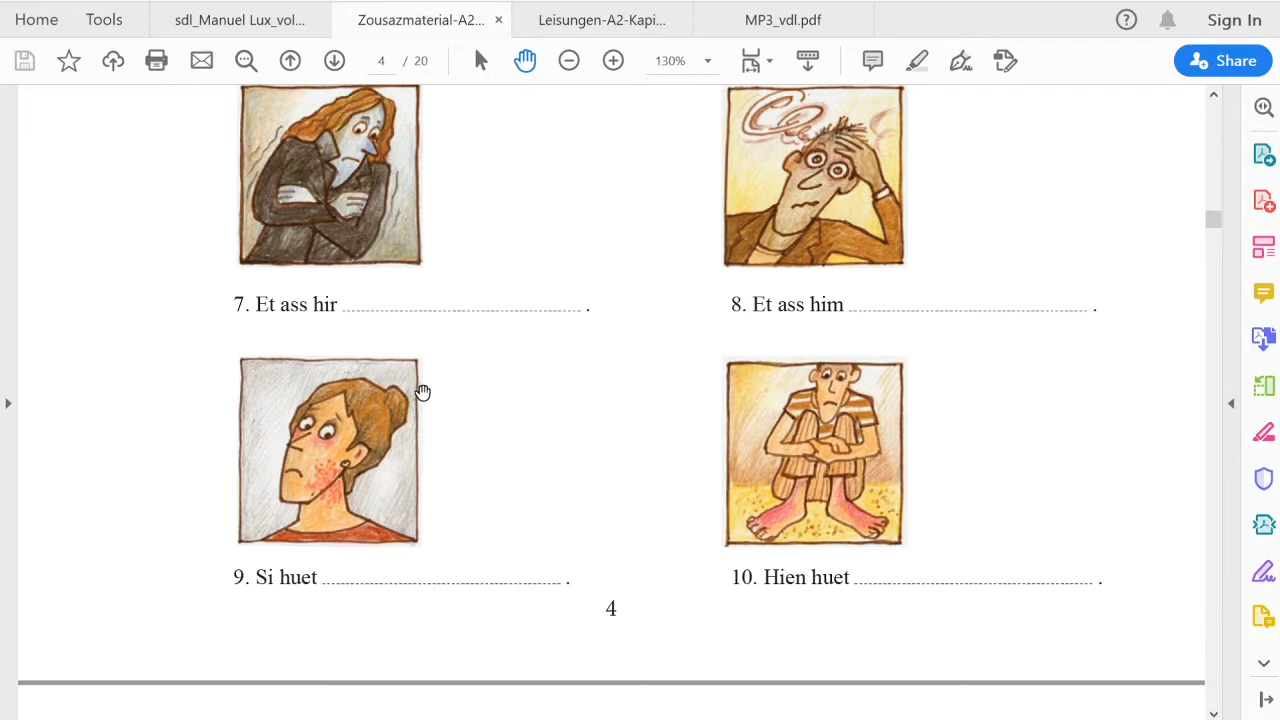 Home Tools sdl_Manuel Lux_vol... Zousazmaterial-A2... × Leisungen-A2-Kapi... MP3_vdl.pdf Sign In
4 / 20 130% Share
7. Et ass hir .
8. Et ass him .
9. Si huet .
10. Hien huet .
4